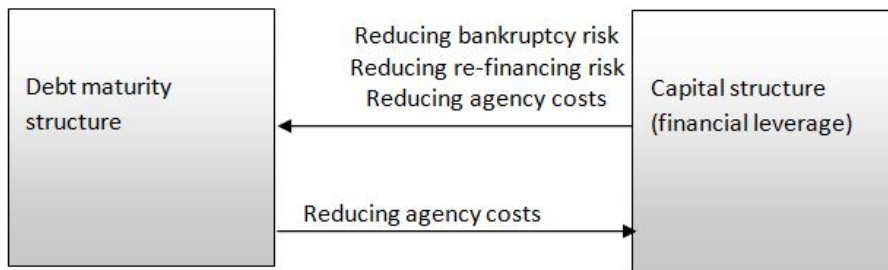 Debt maturity
structure
Reducing bankruptcy risk
Reducing re-financing risk
Reducing agency costs
Reducing agency costs
Capital structure
(financial leverage)